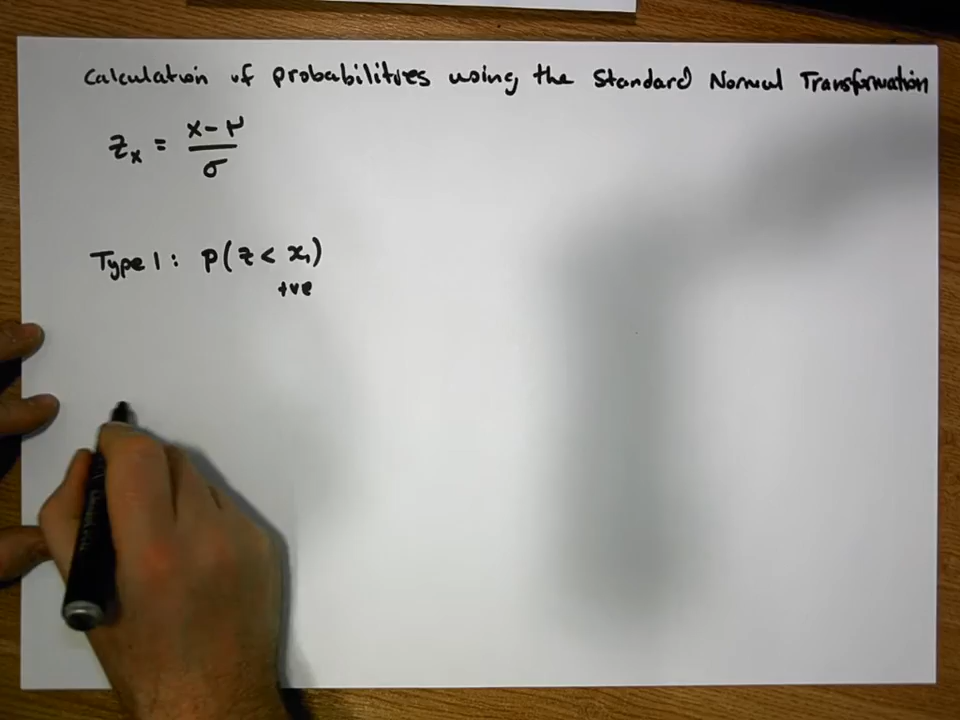 Calculation of probabilities using the Standard Normal Transformation
Zx = x-μ/σ
Type 1: P(z < x₁)
+ve